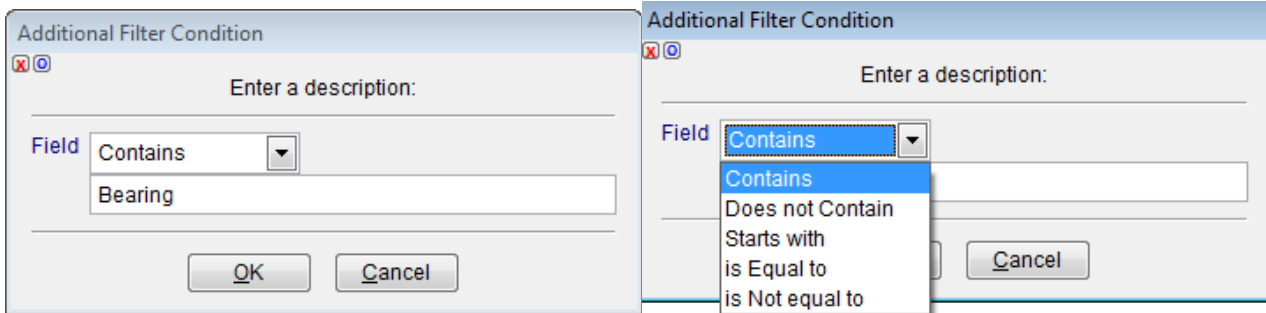 Additional Filter Condition
X O
Enter a description:
Field Contains
Bearing
OK Cancel
Additional Filter Condition
X O
Enter a description:
Field Contains
Contains
Does not Contain
Starts with
is Equal to
is Not equal to
Cancel